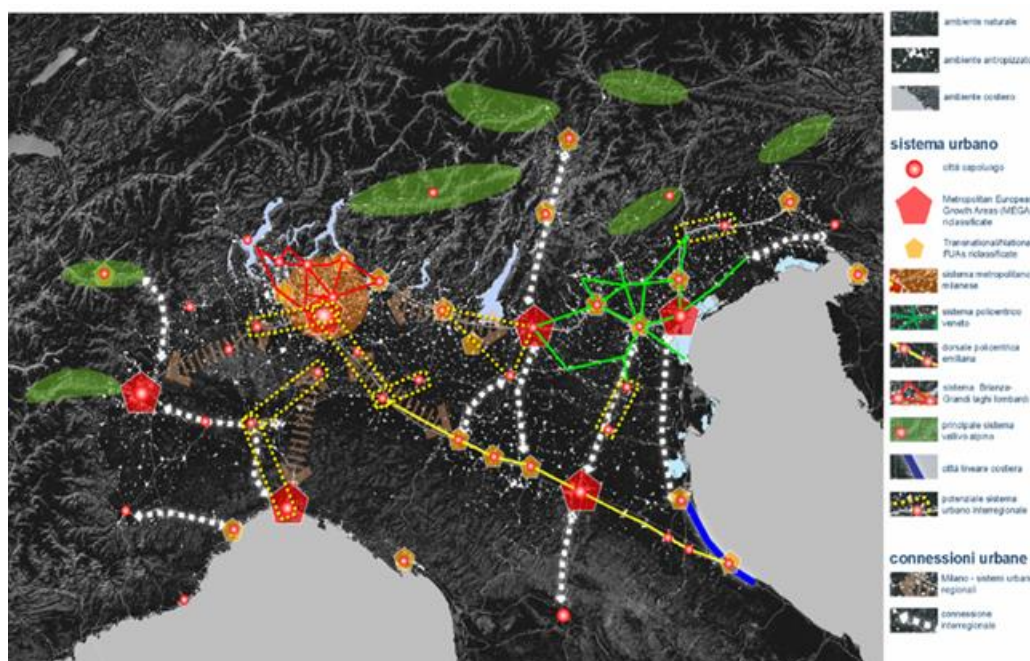 ambiente naturale
ambiente antropizzato
ambiente costiero
sistema urbano
città capoluogo
Metropolitan European
Growth Areas-(MEGA)
riclassificate
Transnational/National
FUAs riclassificate
sistema metropolitano
milanese
sistema policentrico
veneto
dorsale policentrica
emiliana
sistema Brianza-
Grandi laghi lombardi
principale sistema
vallivo alpino
città lineare costiera
potenziale sistema
urbano interregionale
connessioni urbane
Milano - sistemi urbani
regionali
connessione
interregionale